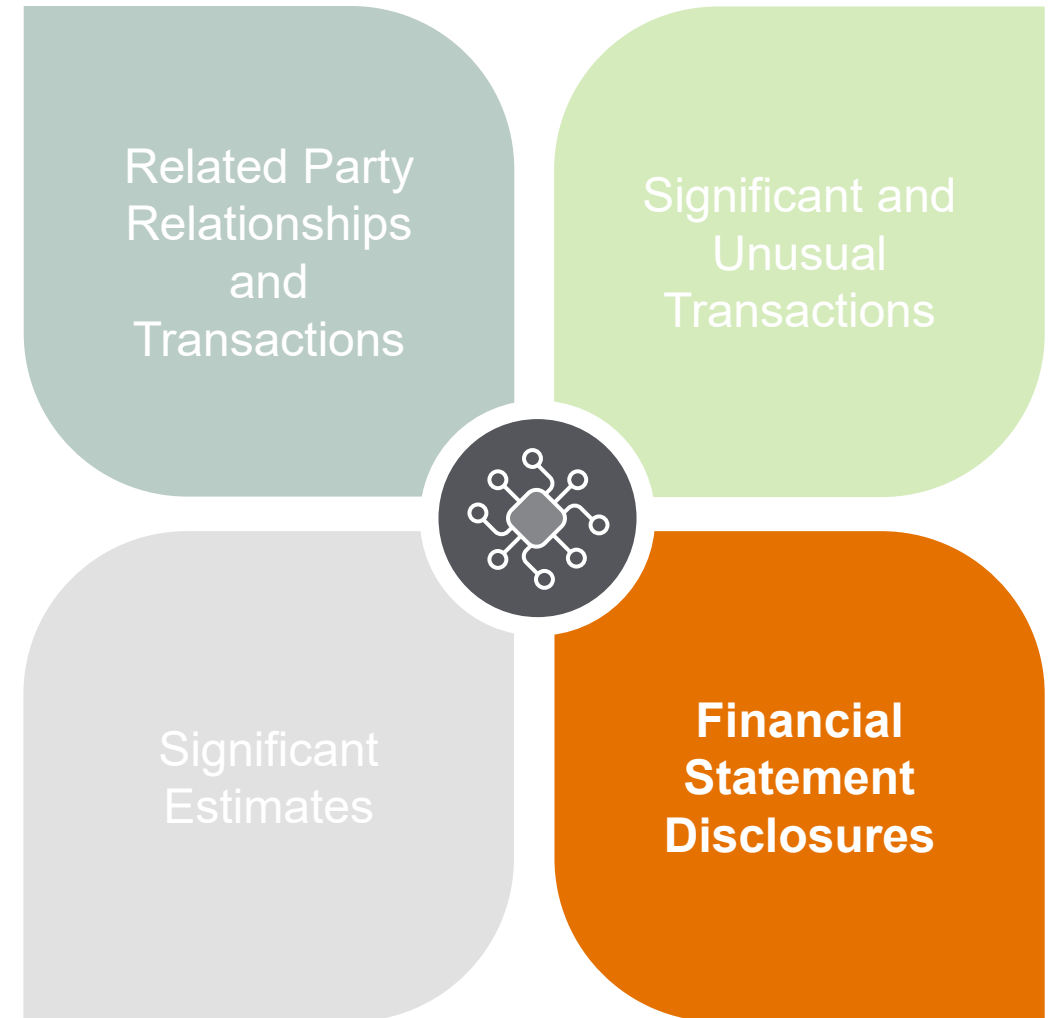 Related Party
Relationships
and
Transactions
Significant and
Unusual
Transactions
Significant
Estimates
Financial
Statement
Disclosures